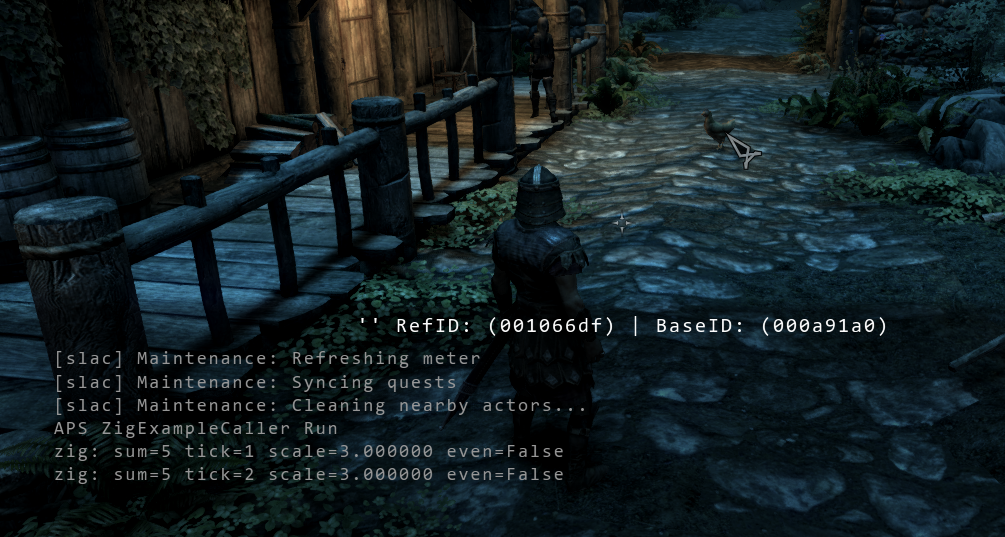 '' RefID: (001066df) | BaseID: (000a91a0)
[slac] Maintenance: Refreshing meter
[slac] Maintenance: Syncing quests
[slac] Maintenance: Cleaning nearby actors...
APS ZigExampleCaller Run
zig: sum=5 tick=1 scale=3.000000 even=False
zig: sum=5 tick=2 scale=3.000000 even=False